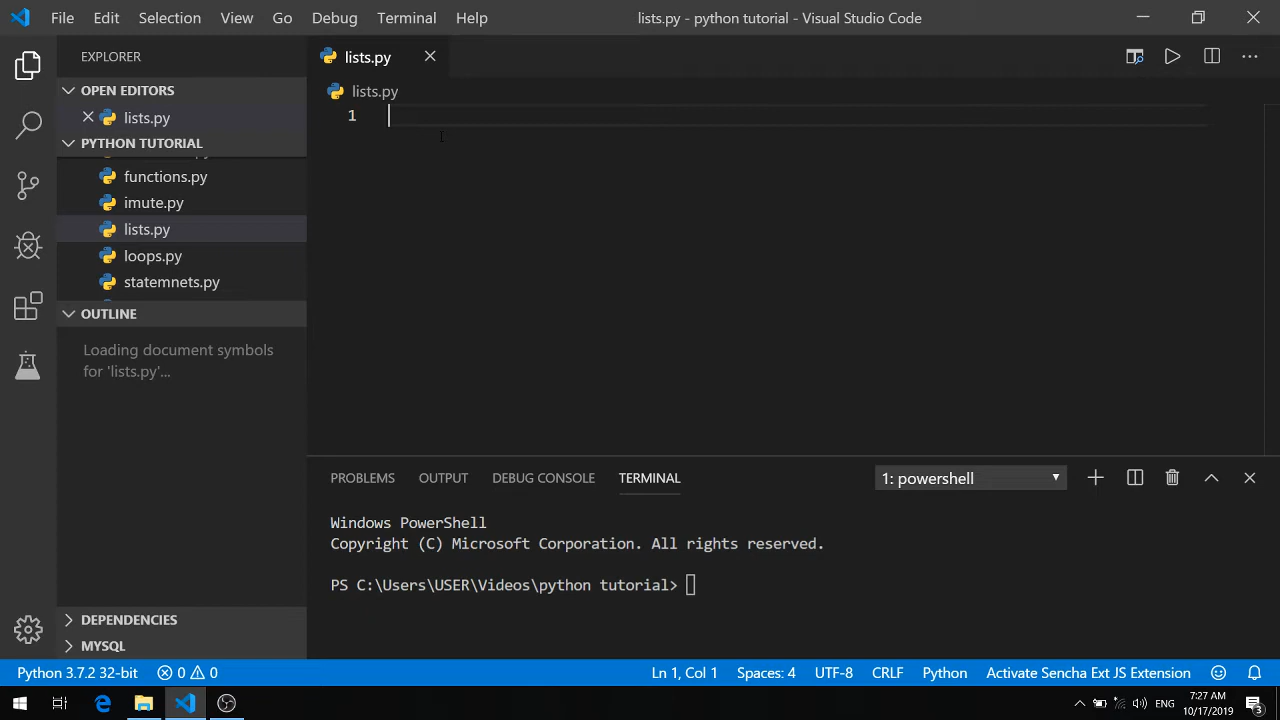 File Edit Selection View Go Debug Terminal Help lists.py - python tutorial - Visual Studio Code
EXPLORER
lists.py
OPEN EDITORS
lists.py
PYTHON TUTORIAL
functions.py
imute.py
lists.py
loops.py
statemnets.py
OUTLINE
Loading document symbols
for 'lists.py'...
DEPENDENCIES
MYSQL
lists.py
1
PROBLEMS OUTPUT DEBUG CONSOLE TERMINAL 1: powershell
Windows PowerShell
Copyright (C) Microsoft Corporation. All rights reserved.
PS C:\Users\USER\Videos\python tutorial>
Python 3.7.2 32-bit 0 0 Ln 1, Col 1 Spaces: 4 UTF-8 CRLF Python Activate Sencha Ext JS Extension
ENG 7:27 AM
10/17/2019 3